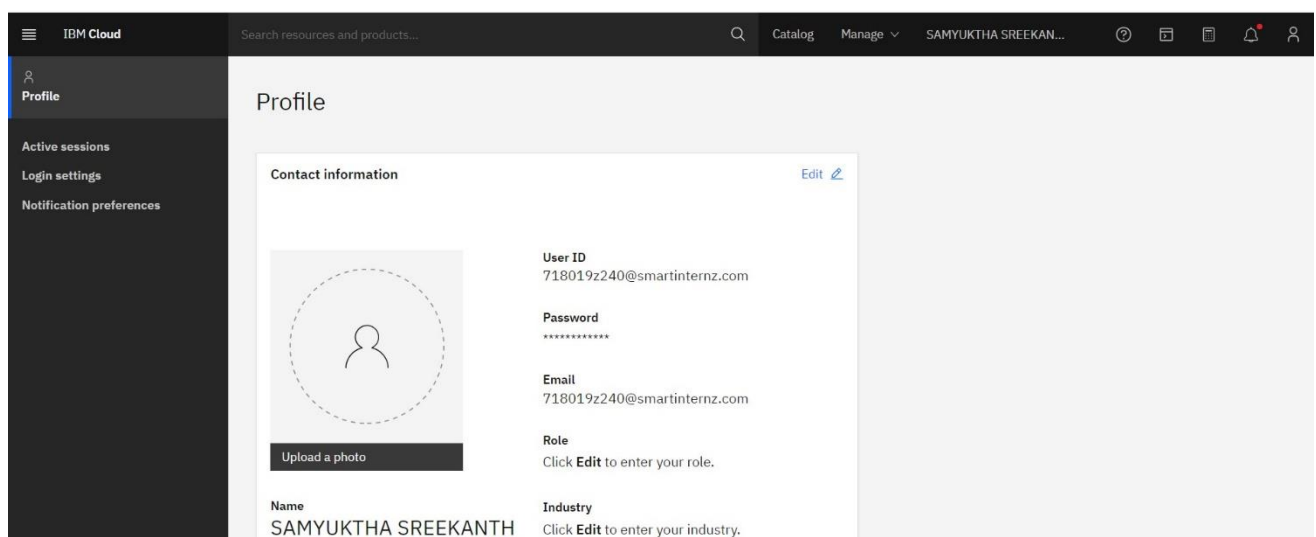 IBM Cloud
Search resources and products...
Catalog
Manage
SAMYUKTHA SREEKAN...
Profile
Active sessions
Login settings
Notification preferences
Profile
Contact information
Edit
Upload a photo
Name
SAMYUKTHA SREEKANTH
User ID
718019z240@smartinternz.com
Password
************
Email
718019z240@smartinternz.com
Role
Click Edit to enter your role.
Industry
Click Edit to enter your industry.